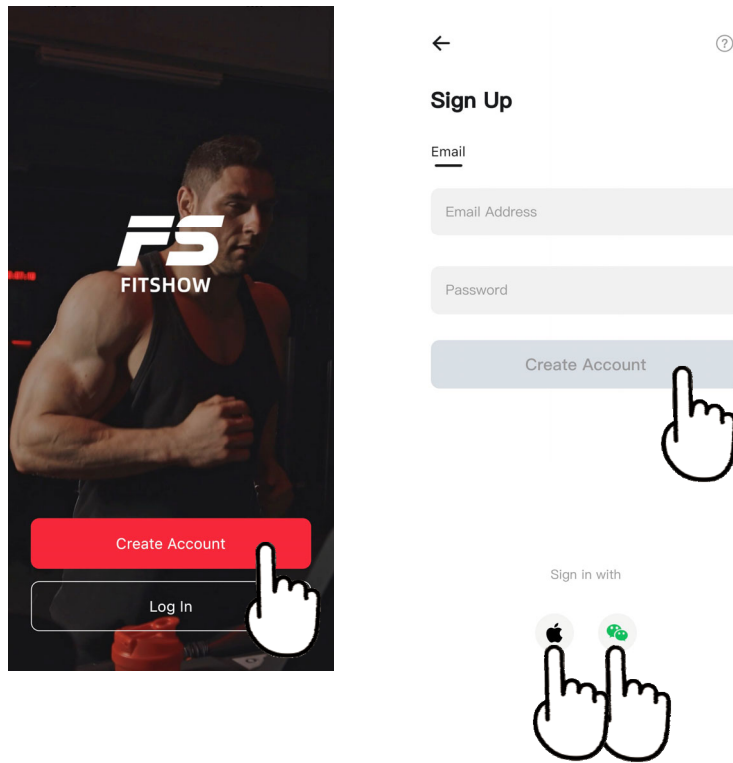 FS
FITSHOW
Create Account
Log In
?
Sign Up
Email
Email Address
Password
Create Account
Sign in with